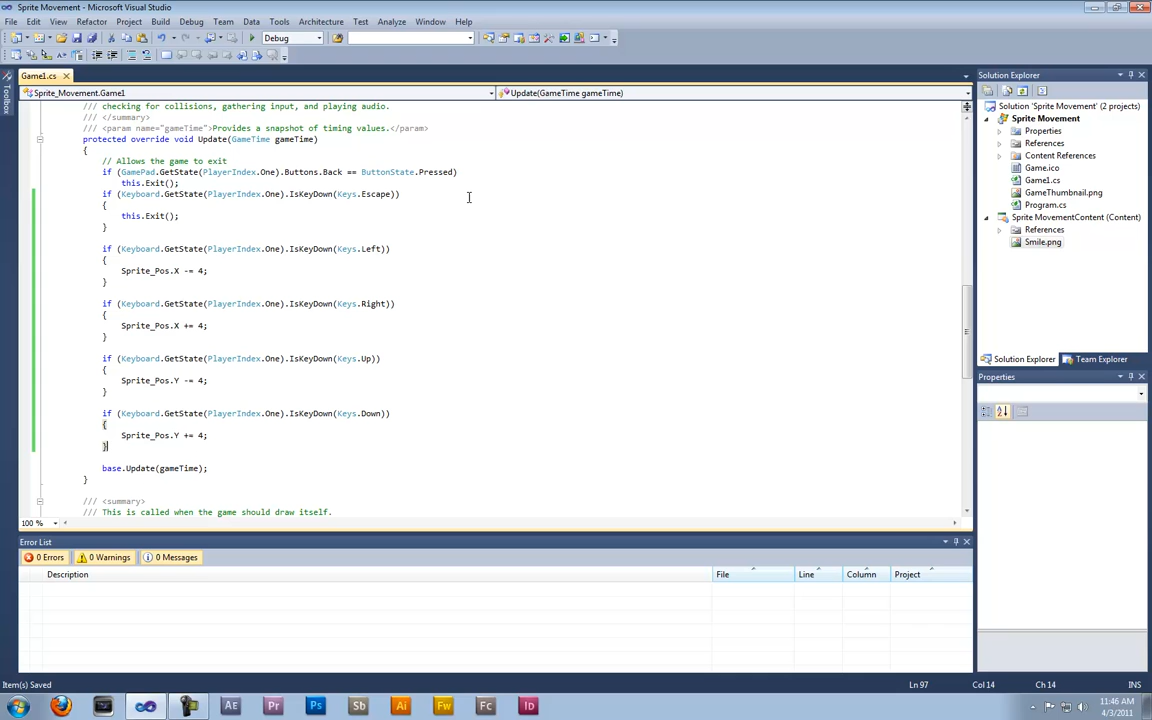 Sprite Movement - Microsoft Visual Studio
File Edit View Refactor Project Build Debug Team Data Tools Architecture Test Analyze Window Help
Debug
Toolbox
Game1.cs
Sprite_Movement.Game1
Update(GameTime gameTime)
/// checking for collisions, gathering input, and playing audio.
/// </summary>
/// <param name="gameTime">Provides a snapshot of timing values.</param>
protected override void Update(GameTime gameTime)
{
// Allows the game to exit
if (GamePad.GetState(PlayerIndex.One).Buttons.Back == ButtonState.Pressed)
this.Exit();
if (Keyboard.GetState(PlayerIndex.One).IsKeyDown(Keys.Escape))
{
this.Exit();
}
if (Keyboard.GetState(PlayerIndex.One).IsKeyDown(Keys.Left))
{
Sprite_Pos.X -= 4;
}
if (Keyboard.GetState(PlayerIndex.One).IsKeyDown(Keys.Right))
{
Sprite_Pos.X += 4;
}
if (Keyboard.GetState(PlayerIndex.One).IsKeyDown(Keys.Up))
{
Sprite_Pos.Y -= 4;
}
if (Keyboard.GetState(PlayerIndex.One).IsKeyDown(Keys.Down))
{
Sprite_Pos.Y += 4;
}
base.Update(gameTime);
}
/// <summary>
/// This is called when the game should draw itself.
100 %
Solution Explorer
Solution 'Sprite Movement' (2 projects)
Sprite Movement
Properties
References
Content References
Game.ico
Game1.cs
GameThumbnail.png
Program.cs
Sprite MovementContent (Content)
References
Smile.png
Solution Explorer Team Explorer
Properties
Error List
0 Errors 0 Warnings 0 Messages
Description File Line Column Project
Item(s) Saved Ln 97 Col 14 Ch 14 INS
Ae Pr Ps Sb Ai Fw Fc Id
11:46 AM
4/3/2011